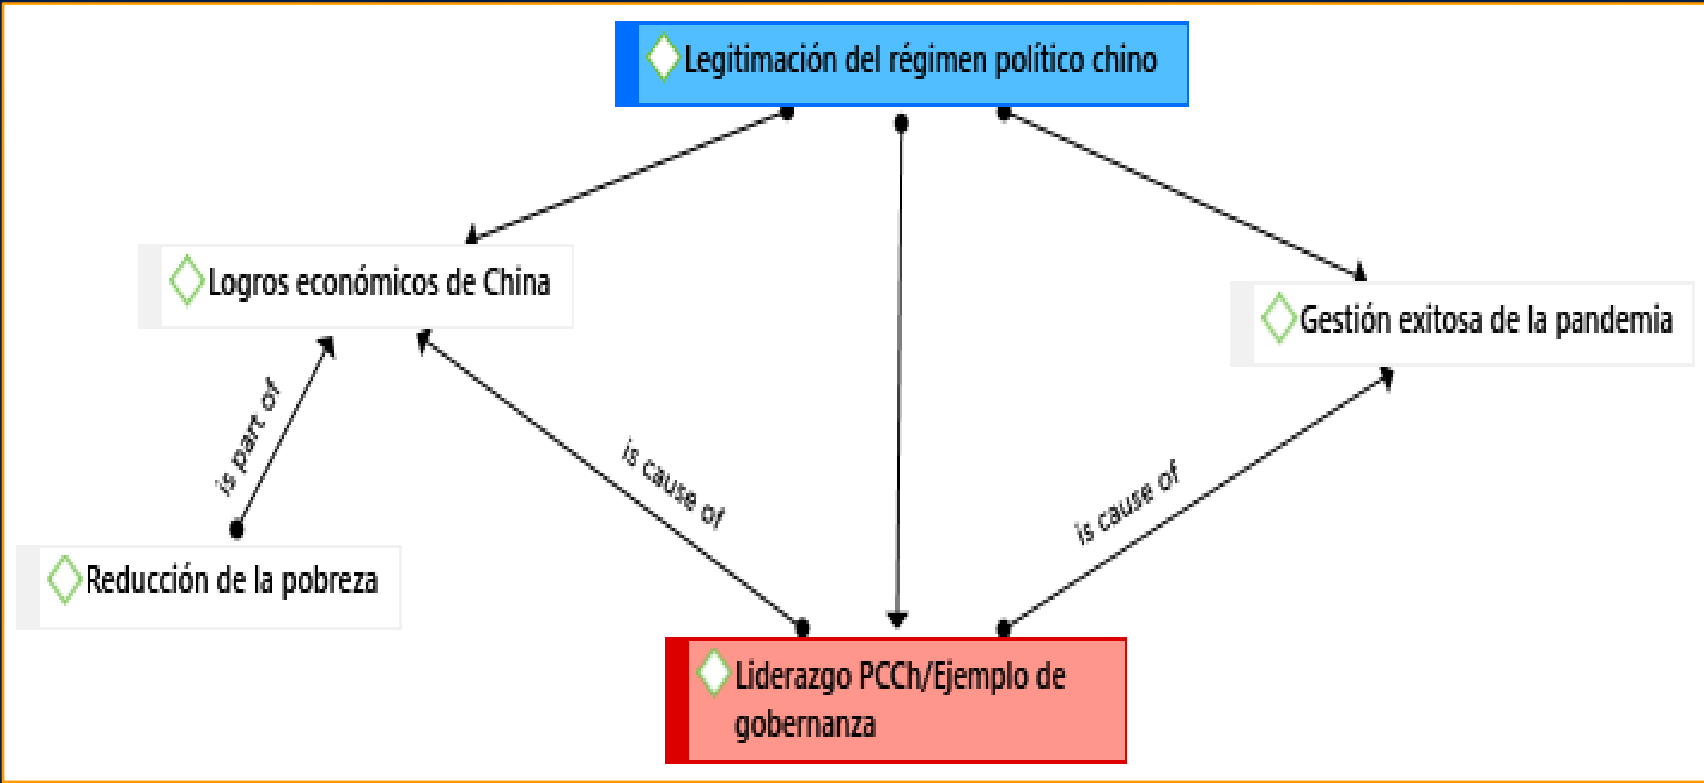 Legitimación del régimen político chino
Logros económicos de China
Gestión exitosa de la pandemia
is part of
is cause of
is cause of
Reducción de la pobreza
Liderazgo PCCh/Ejemplo de
gobernanza